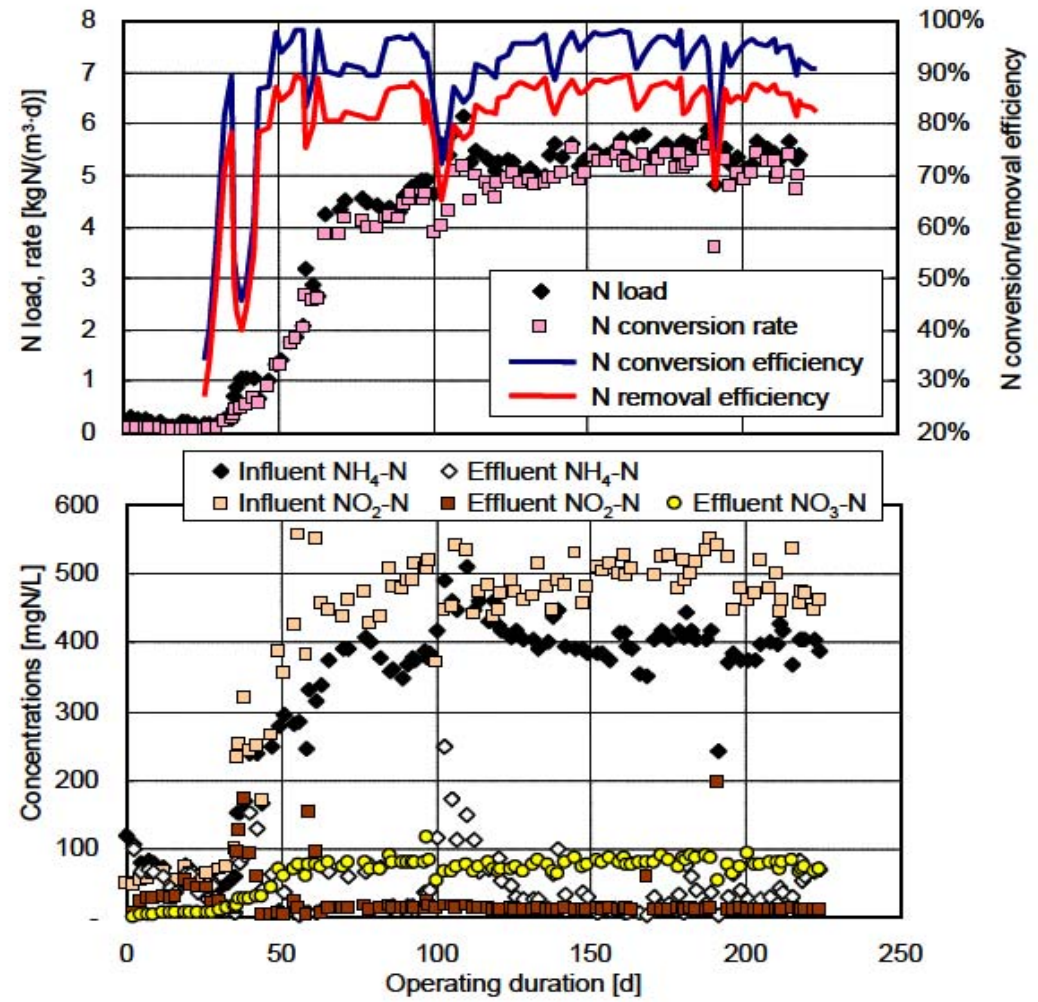 N load, rate [kgN/(m³·d)]
8
7
6
5
4
3
2
1
0
100%
90%
80%
70%
60%
50%
40%
30%
20%
N conversion/removal efficiency
N load
N conversion rate
N conversion efficiency
N removal efficiency
Influent NH₄-N
Effluent NH₄-N
Influent NO₂-N
Effluent NO₂-N
Effluent NO₃-N
Concentrations [mgN/L]
600
500
400
300
200
100
-
0
50
100
150
200
250
Operating duration [d]